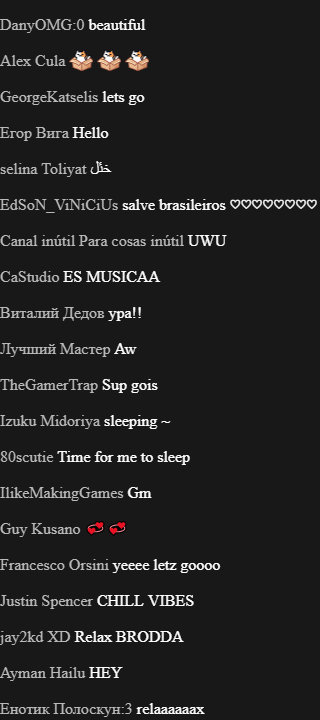 DanyOMG:0 beautiful
Alex Cula
GeorgeKatselis lets go
Егор Вига Hello
selina Toliyat
EdSoN_ViNiCiUs salve brasileiros ♡♡♡♡♡♡♡♡
Canal inútil Para cosas inútil UWU
CaStudio ES MUSICAA
Виталий Дедов ура!!
Лучший Мастер Aw
TheGamerTrap Sup gois
Izuku Midoriya sleeping ~
80scutie Time for me to sleep
IlikeMakingGames Gm
Guy Kusano
Francesco Orsini yeeee letz goooo
Justin Spencer CHILL VIBES
jay2kd XD Relax BRODDA
Ayman Hailu HEY
Енотик Полоскун:3 relaaaaaax